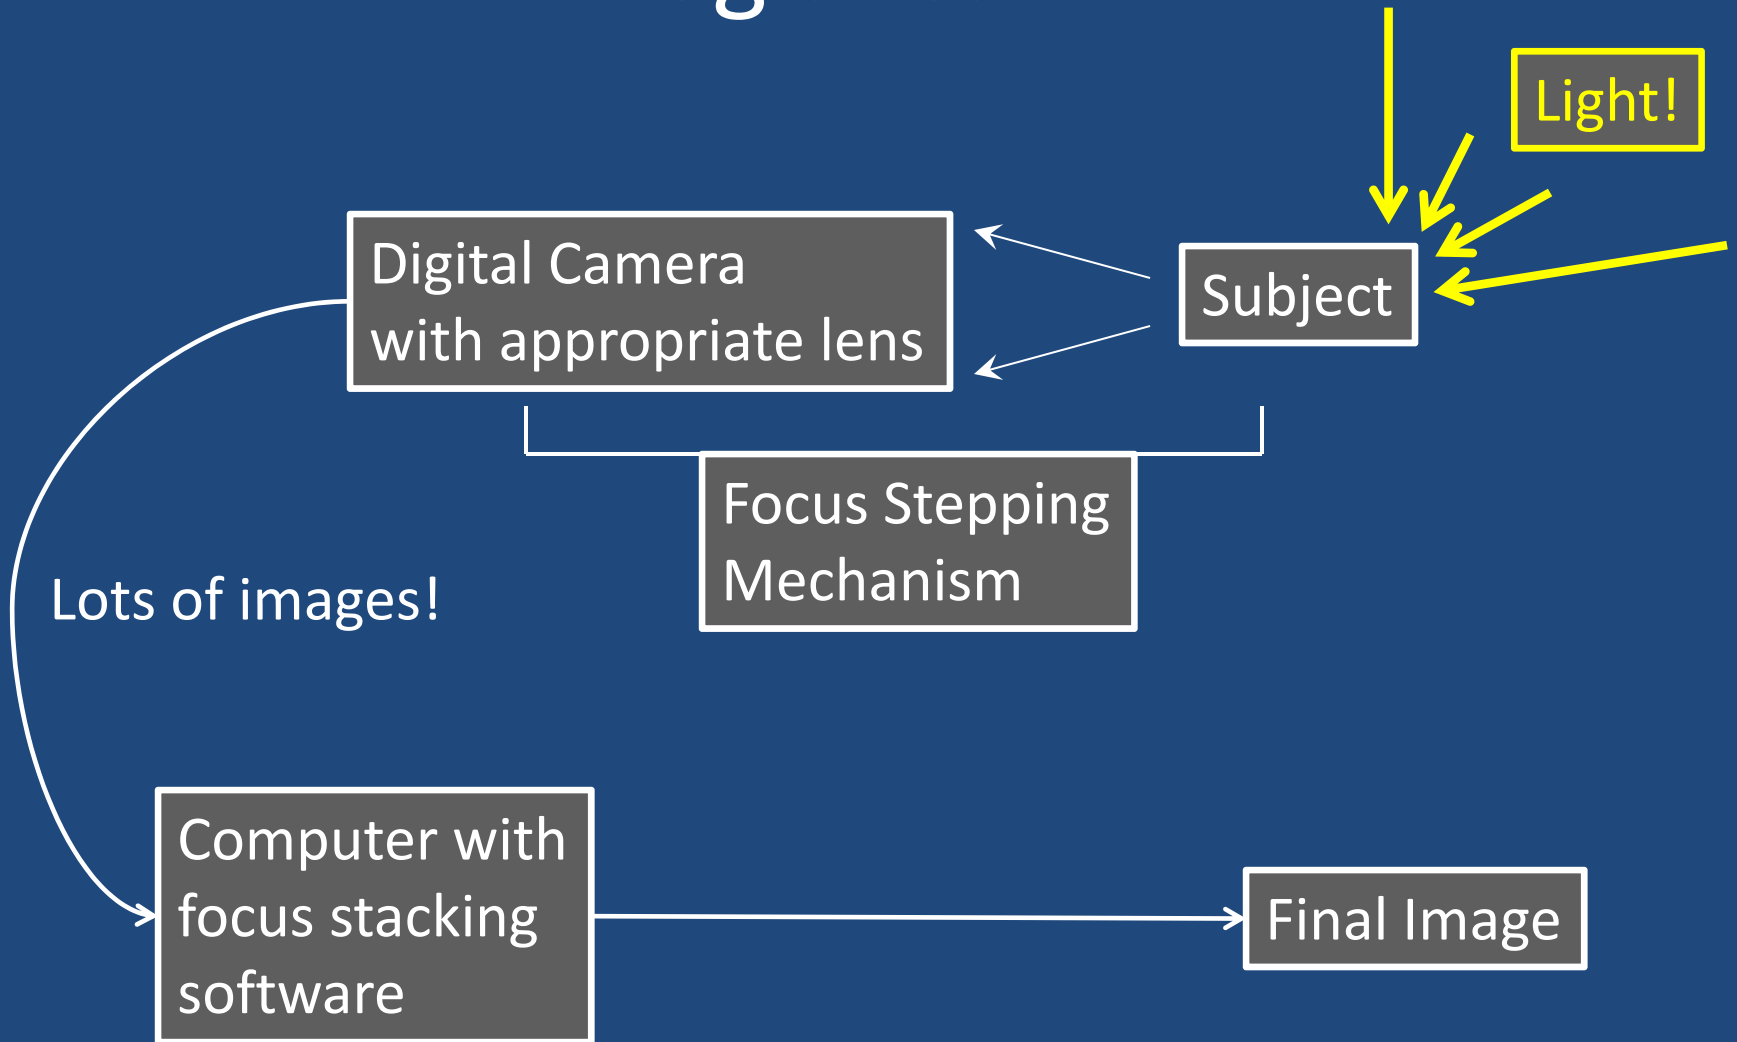 Light!
Digital Camera
with appropriate lens
Subject
Focus Stepping
Mechanism
Lots of images!
Computer with
focus stacking
software
Final Image